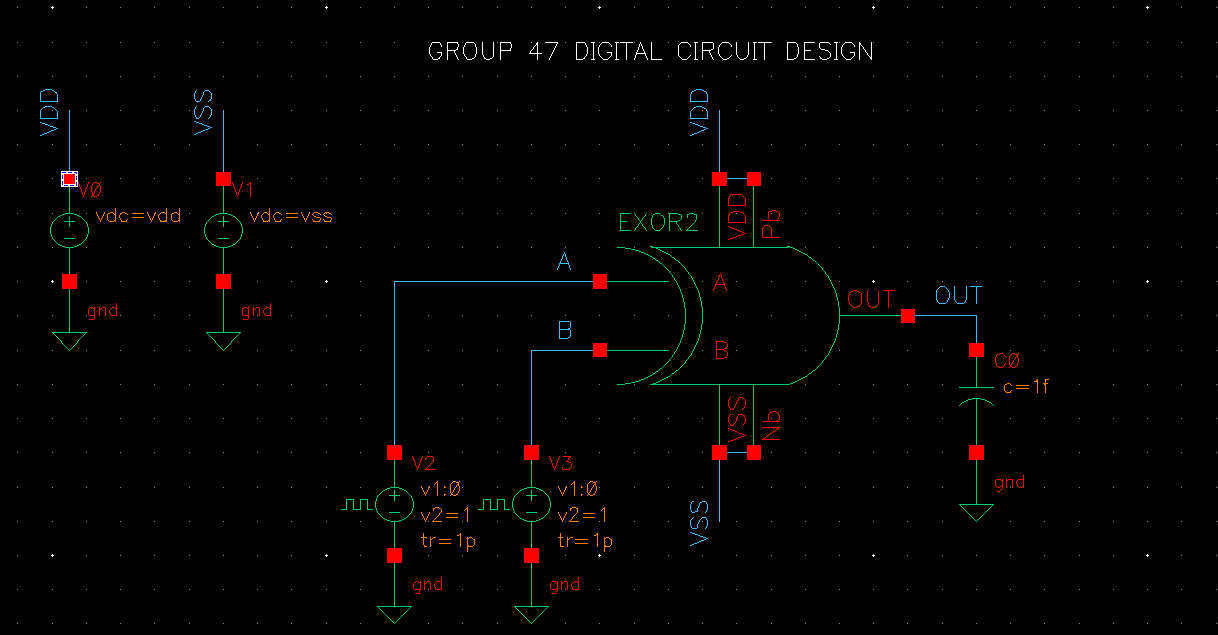 GROUP 47 DIGITAL CIRCUIT DESIGN
VDD
VSS
VDD
V0
V1
vdc=vdd
vdc=vss
VDD
Pb
EXOR2
A
A
OUT
OUT
gnd
gnd
B
B
C0
c=1f
VSS
Nb
V2
V3
gnd
v1:0
v1:0
v2=1
v2=1
VSS
tr=1p
tr=1p
gnd
gnd